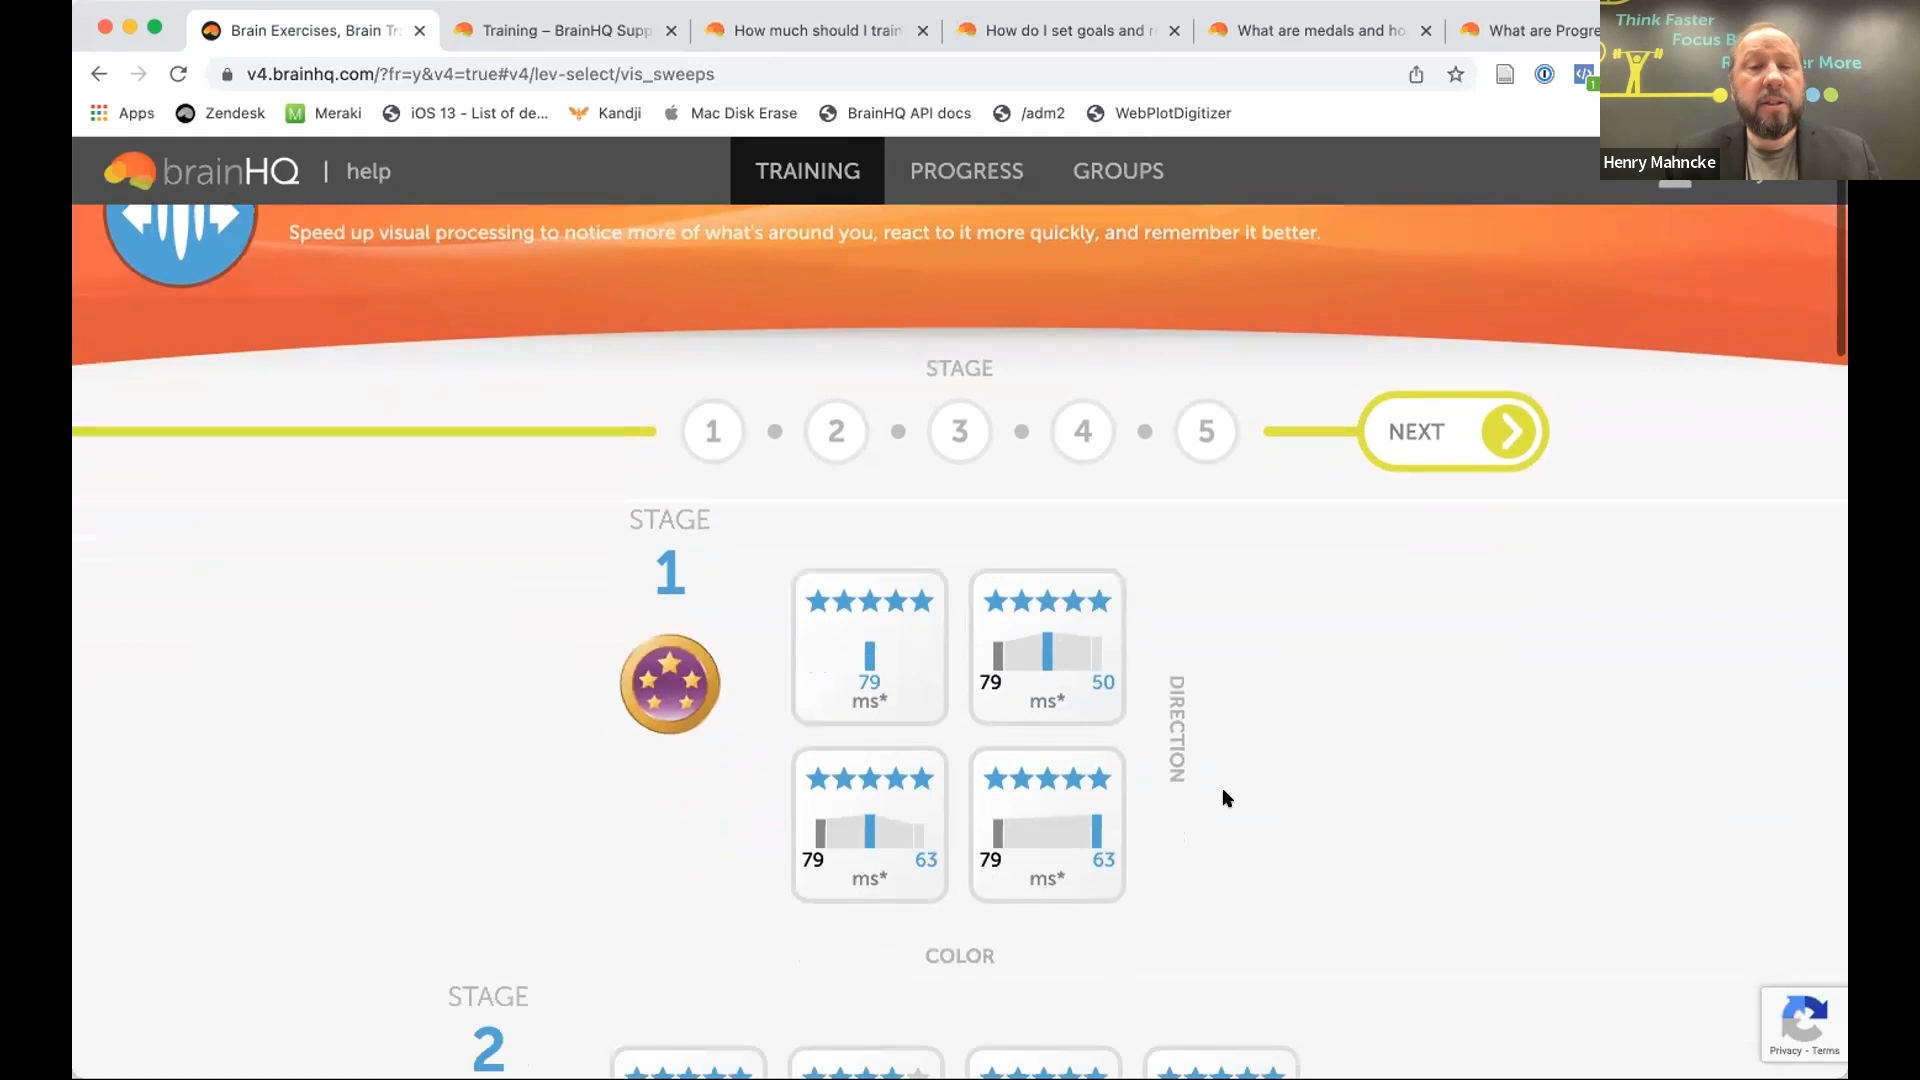 Brain Exercises, Brain Tr
Training – BrainHQ Supp
How much should I train
How do I set goals and r
What are medals and ho
What are Progre
v4.brainhq.com/?fr=y&v4=true#v4/lev-select/vis_sweeps
1
Apps
Zendesk
Meraki
iOS 13 - List of de...
Kandji
Mac Disk Erase
BrainHQ API docs
/adm2
WebPlotDigitizer
Think Faster
Focus B
R
er More
Henry Mahncke
brainHQ | help
TRAINING
PROGRESS
GROUPS
Speed up visual processing to notice more of what's around you, react to it more quickly, and remember it better.
STAGE
1 2 3 4 5
NEXT
STAGE
1
79
ms*
79 50
ms*
79 63
ms*
79 63
ms*
DIRECTION
COLOR
STAGE
2
Privacy - Terms